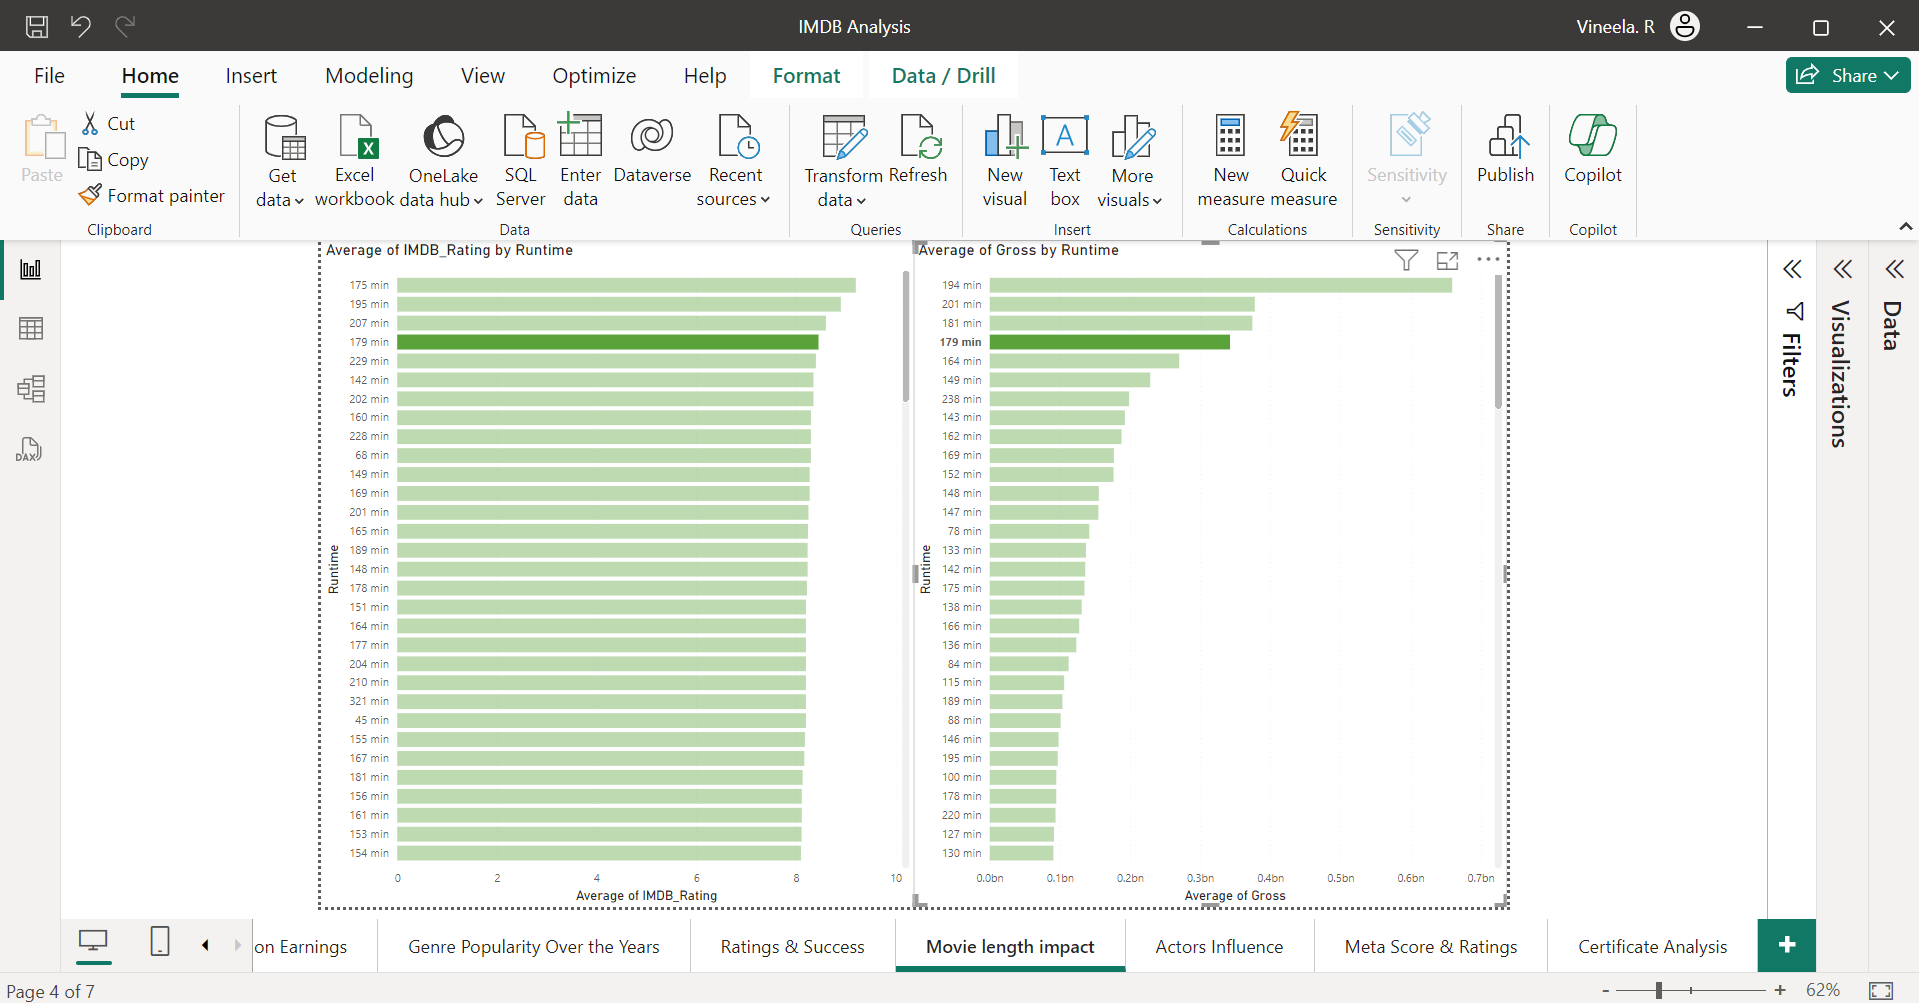 IMDB Analysis
Vineela. R
File Home Insert Modeling View Optimize Help Format Data / Drill
Share
Paste
Cut
Copy
Format painter
Clipboard
Get data
Excel workbook
OneLake data hub
SQL Server
Enter data
Dataverse
Recent sources
Data
Transform data
Refresh
Queries
New visual
Text box
More visuals
Insert
New measure
Quick measure
Calculations
Sensitivity
Sensitivity
Publish
Share
Copilot
Copilot
DAX
Average of IMDB_Rating by Runtime
Runtime
175 min
195 min
207 min
179 min
229 min
142 min
202 min
160 min
228 min
68 min
149 min
169 min
201 min
165 min
189 min
148 min
178 min
151 min
164 min
177 min
204 min
210 min
321 min
45 min
155 min
167 min
181 min
156 min
161 min
153 min
154 min
0 2 4 6 8 10
Average of IMDB_Rating
Average of Gross by Runtime
Runtime
194 min
201 min
181 min
179 min
164 min
149 min
238 min
143 min
162 min
169 min
152 min
148 min
147 min
78 min
133 min
142 min
175 min
138 min
166 min
136 min
84 min
115 min
189 min
88 min
146 min
195 min
100 min
178 min
220 min
127 min
130 min
0.0bn 0.1bn 0.2bn 0.3bn 0.4bn 0.5bn 0.6bn 0.7bn
Average of Gross
Filters
Visualizations
Data
on Earnings
Genre Popularity Over the Years
Ratings & Success
Movie length impact
Actors Influence
Meta Score & Ratings
Certificate Analysis
+
Page 4 of 7
- + 62%